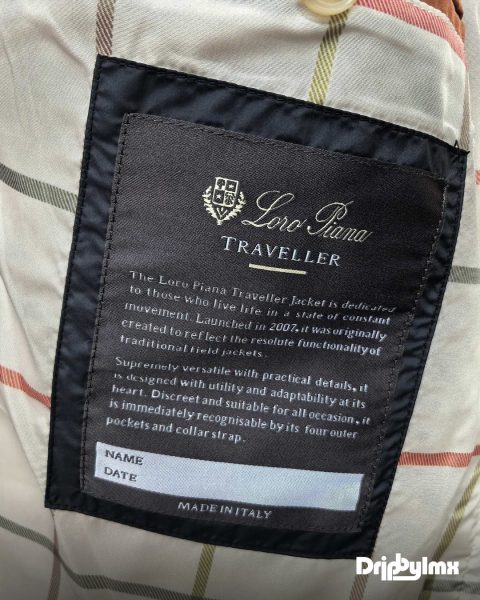 Loro Piana
TRAVELLER
The Loro Piana Traveller Jacket is dedicated
to those who live life in a state of constant
movement. Launched in 2007, it was originally
created to reflect the resolute functionality of
traditional field jackets.
Supremely versatile with practical details, it
is designed with utility and adaptability at its
heart. Discreet and suitable for all occasion, it
is immediately recognisable by its four outer
pockets and collar strap.
NAME
DATE
MADE IN ITALY
Dripbylmx